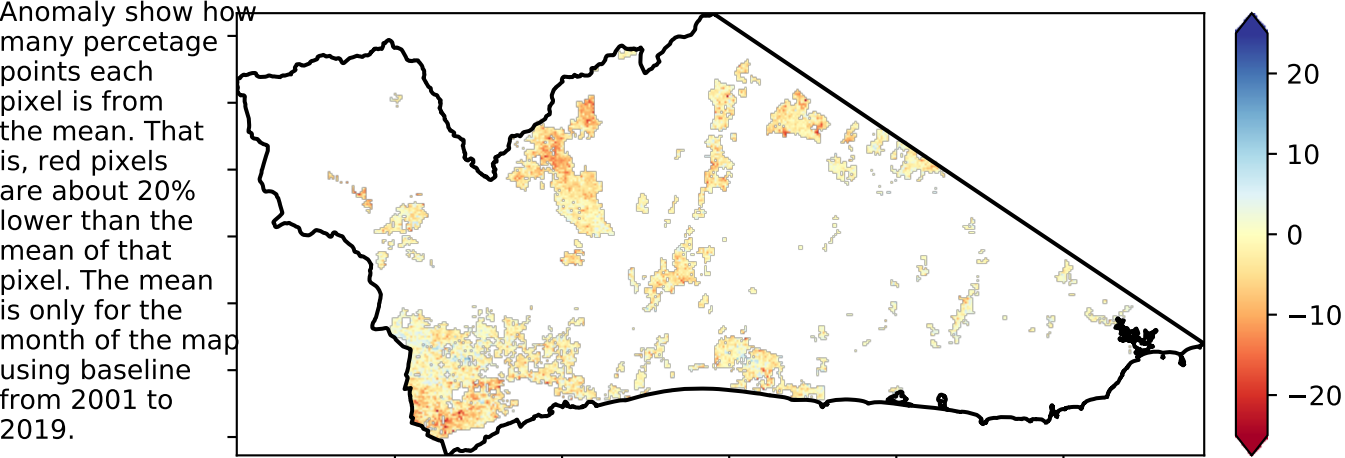 Anomaly show how
many percetage
points each
pixel is from
the mean. That
is, red pixels
are about 20%
lower than the
mean of that
pixel. The mean
is only for the
month of the map
using baseline
from 2001 to
2019.
20
10
0
−10
−20